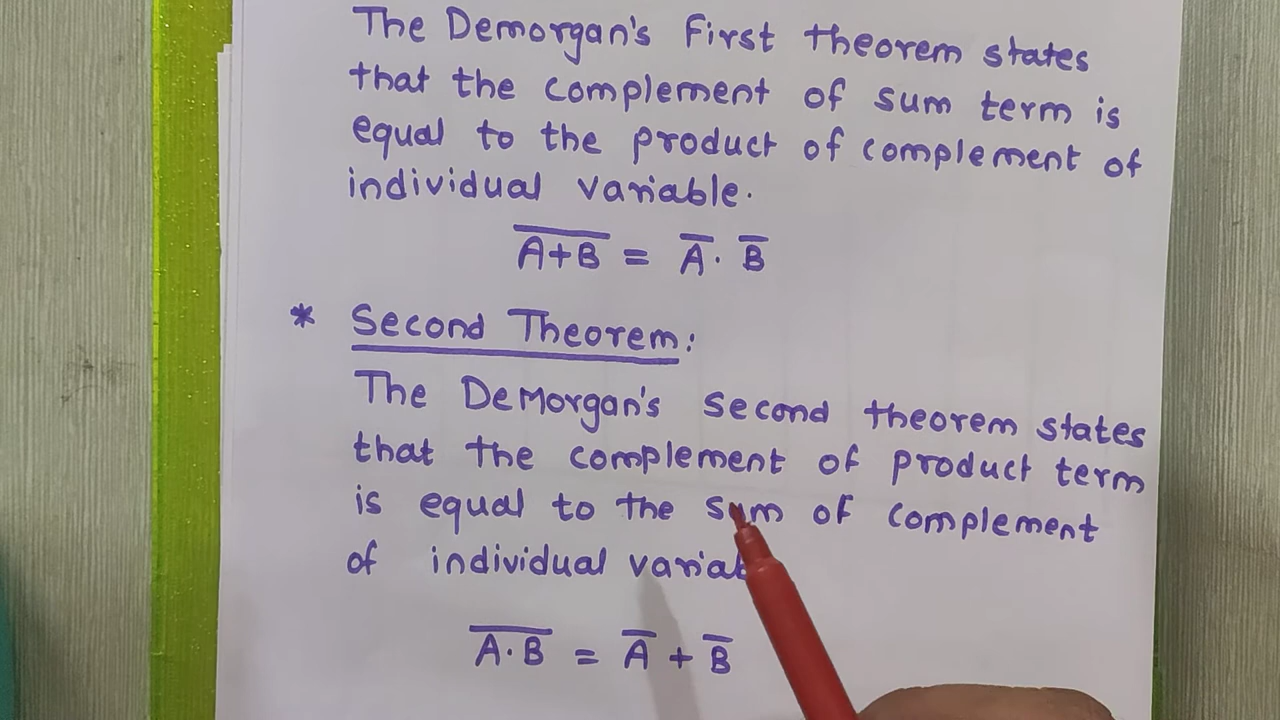 The Demorgan's First theorem states
that the complement of sum term is
equal to the product of complement of
individual variable.
A̅+̅B̅ = A̅ . B̅
* Second Theorem:
The DeMorgan's second theorem states
that the complement of product term
is equal to the sum of complement
of individual
A̅.̅B̅ = A̅ + B̅